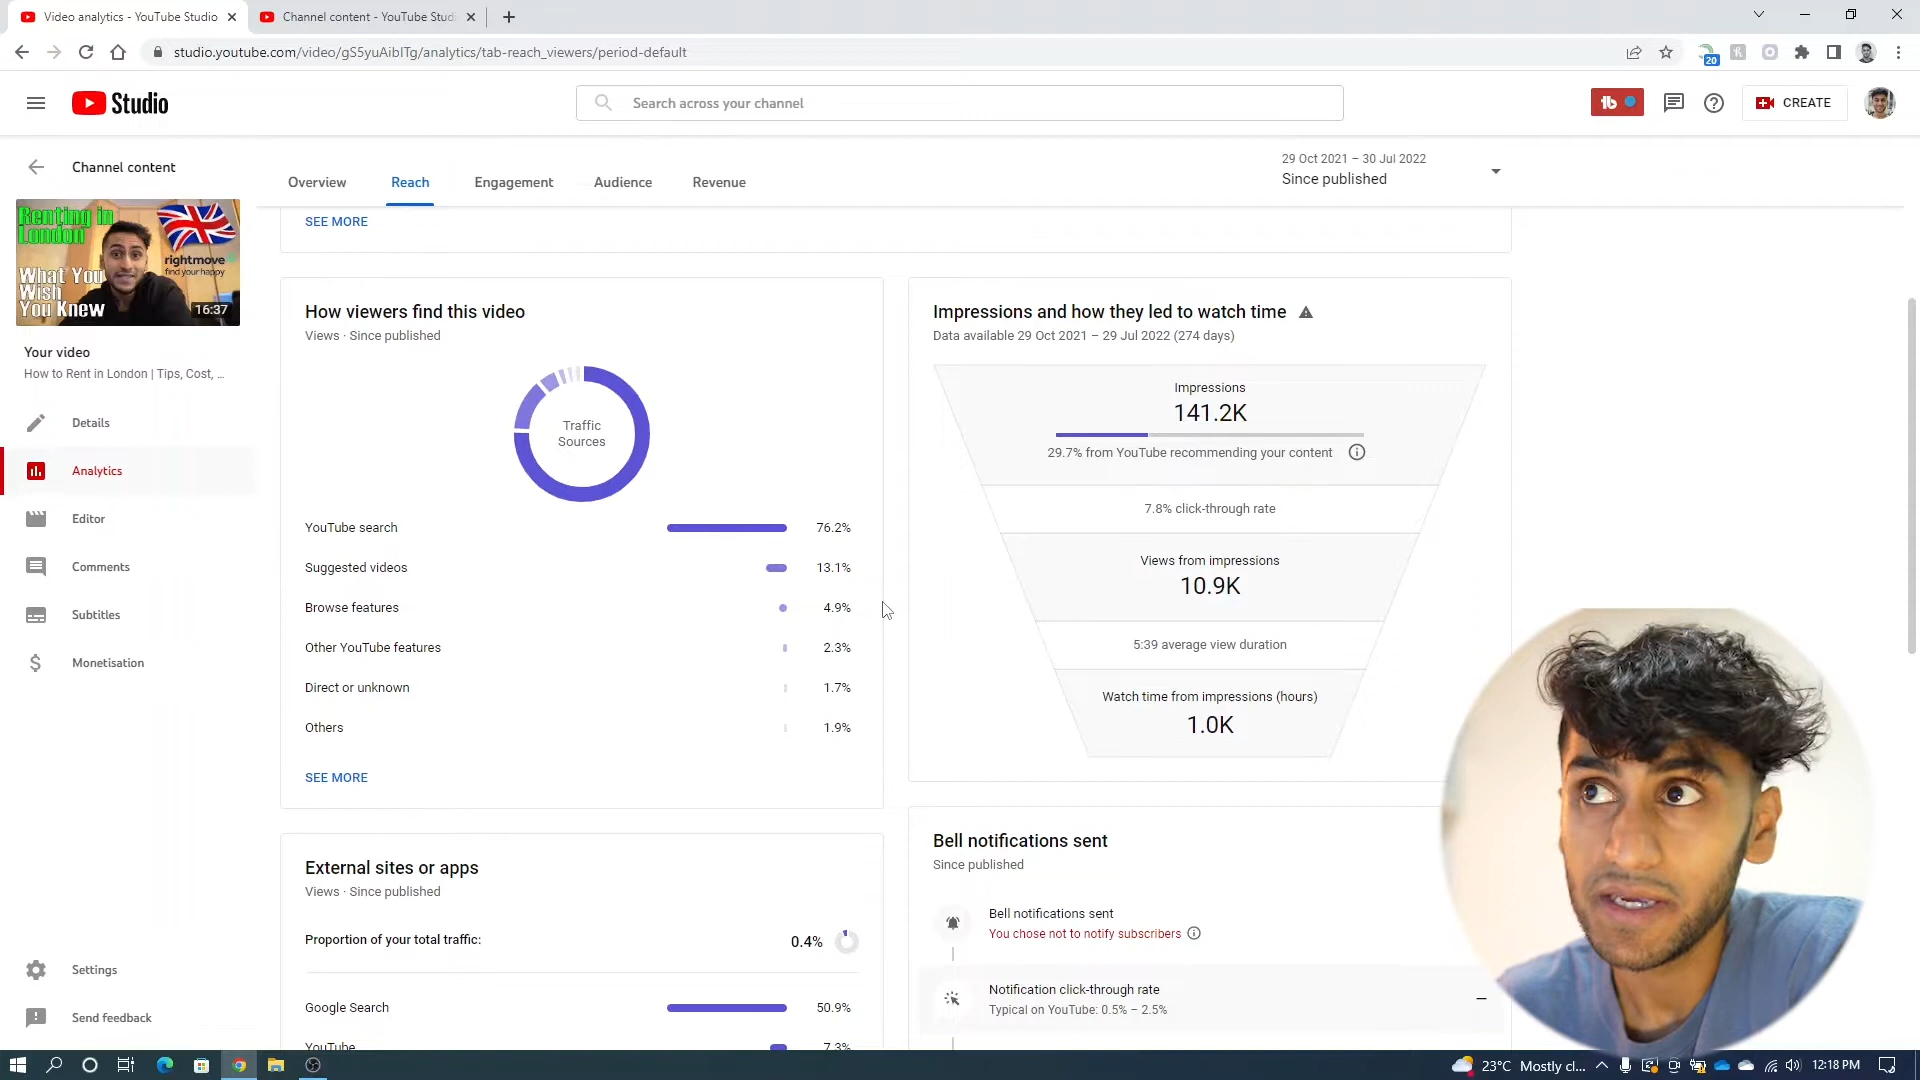 Video analytics - YouTube Studio
Channel content - YouTube Studi
studio.youtube.com/video/gS5yuAibITg/analytics/tab-reach_viewers/period-default
20
Studio
Search across your channel
CREATE
Channel content
Overview
Reach
Engagement
Audience
Revenue
29 Oct 2021 – 30 Jul 2022
Since published
Renting in
London
rightmove
find your happy
What You
Wish
You Knew
16:37
Your video
How to Rent in London | Tips, Cost, ...
Details
Analytics
Editor
Comments
Subtitles
Monetisation
Settings
Send feedback
SEE MORE
How viewers find this video
Views · Since published
Traffic
Sources
YouTube search 76.2%
Suggested videos 13.1%
Browse features 4.9%
Other YouTube features 2.3%
Direct or unknown 1.7%
Others 1.9%
SEE MORE
Impressions and how they led to watch time
Data available 29 Oct 2021 – 29 Jul 2022 (274 days)
Impressions
141.2K
29.7% from YouTube recommending your content
7.8% click-through rate
Views from impressions
10.9K
5:39 average view duration
Watch time from impressions (hours)
1.0K
External sites or apps
Views · Since published
Proportion of your total traffic: 0.4%
Google Search 50.9%
YouTube 7.3%
Bell notifications sent
Since published
Bell notifications sent
You chose not to notify subscribers
Notification click-through rate
Typical on YouTube: 0.5% – 2.5%
–
23°C Mostly cl...
12:18 PM